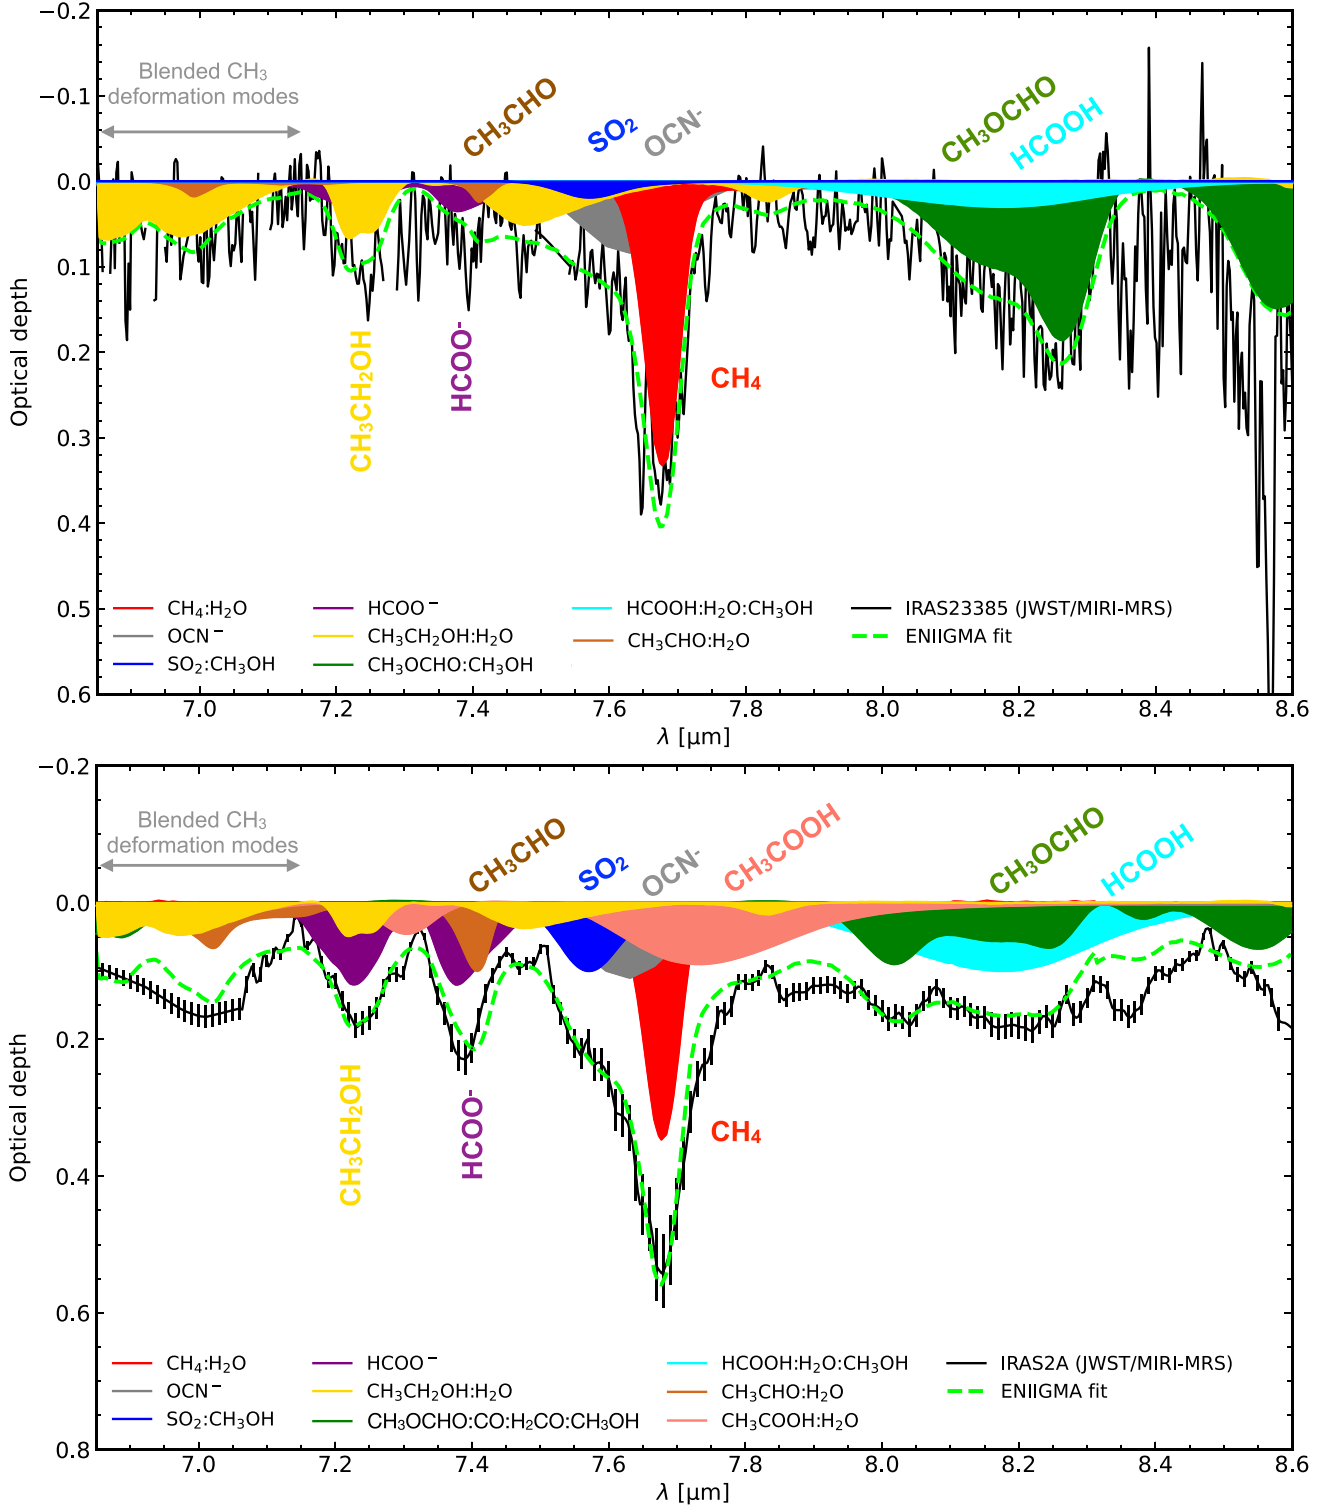 −0.2
−0.1
0.0
0.1
0.2
0.3
0.4
0.5
0.6
Optical depth
Blended CH₃
deformation modes
CH₃CHO
SO₂
OCN⁻
CH₃OCHO
HCOOH
CH₃CH₂OH
HCOO⁻
CH₄
CH₄:H₂O
OCN⁻
SO₂:CH₃OH
HCOO⁻
CH₃CH₂OH:H₂O
CH₃OCHO:CH₃OH
HCOOH:H₂O:CH₃OH
CH₃CHO:H₂O
IRAS23385 (JWST/MIRI-MRS)
ENIIGMA fit
7.0 7.2 7.4 7.6 7.8 8.0 8.2 8.4 8.6
λ [μm]
−0.2
0.0
0.2
0.4
0.6
0.8
Optical depth
Blended CH₃
deformation modes
CH₃CHO
SO₂
OCN⁻
CH₃COOH
CH₃OCHO
HCOOH
CH₃CH₂OH
HCOO⁻
CH₄
CH₄:H₂O
OCN⁻
SO₂:CH₃OH
HCOO⁻
CH₃CH₂OH:H₂O
CH₃OCHO:CO:H₂CO:CH₃OH
HCOOH:H₂O:CH₃OH
CH₃CHO:H₂O
CH₃COOH:H₂O
IRAS2A (JWST/MIRI-MRS)
ENIIGMA fit
7.0 7.2 7.4 7.6 7.8 8.0 8.2 8.4 8.6
λ [μm]